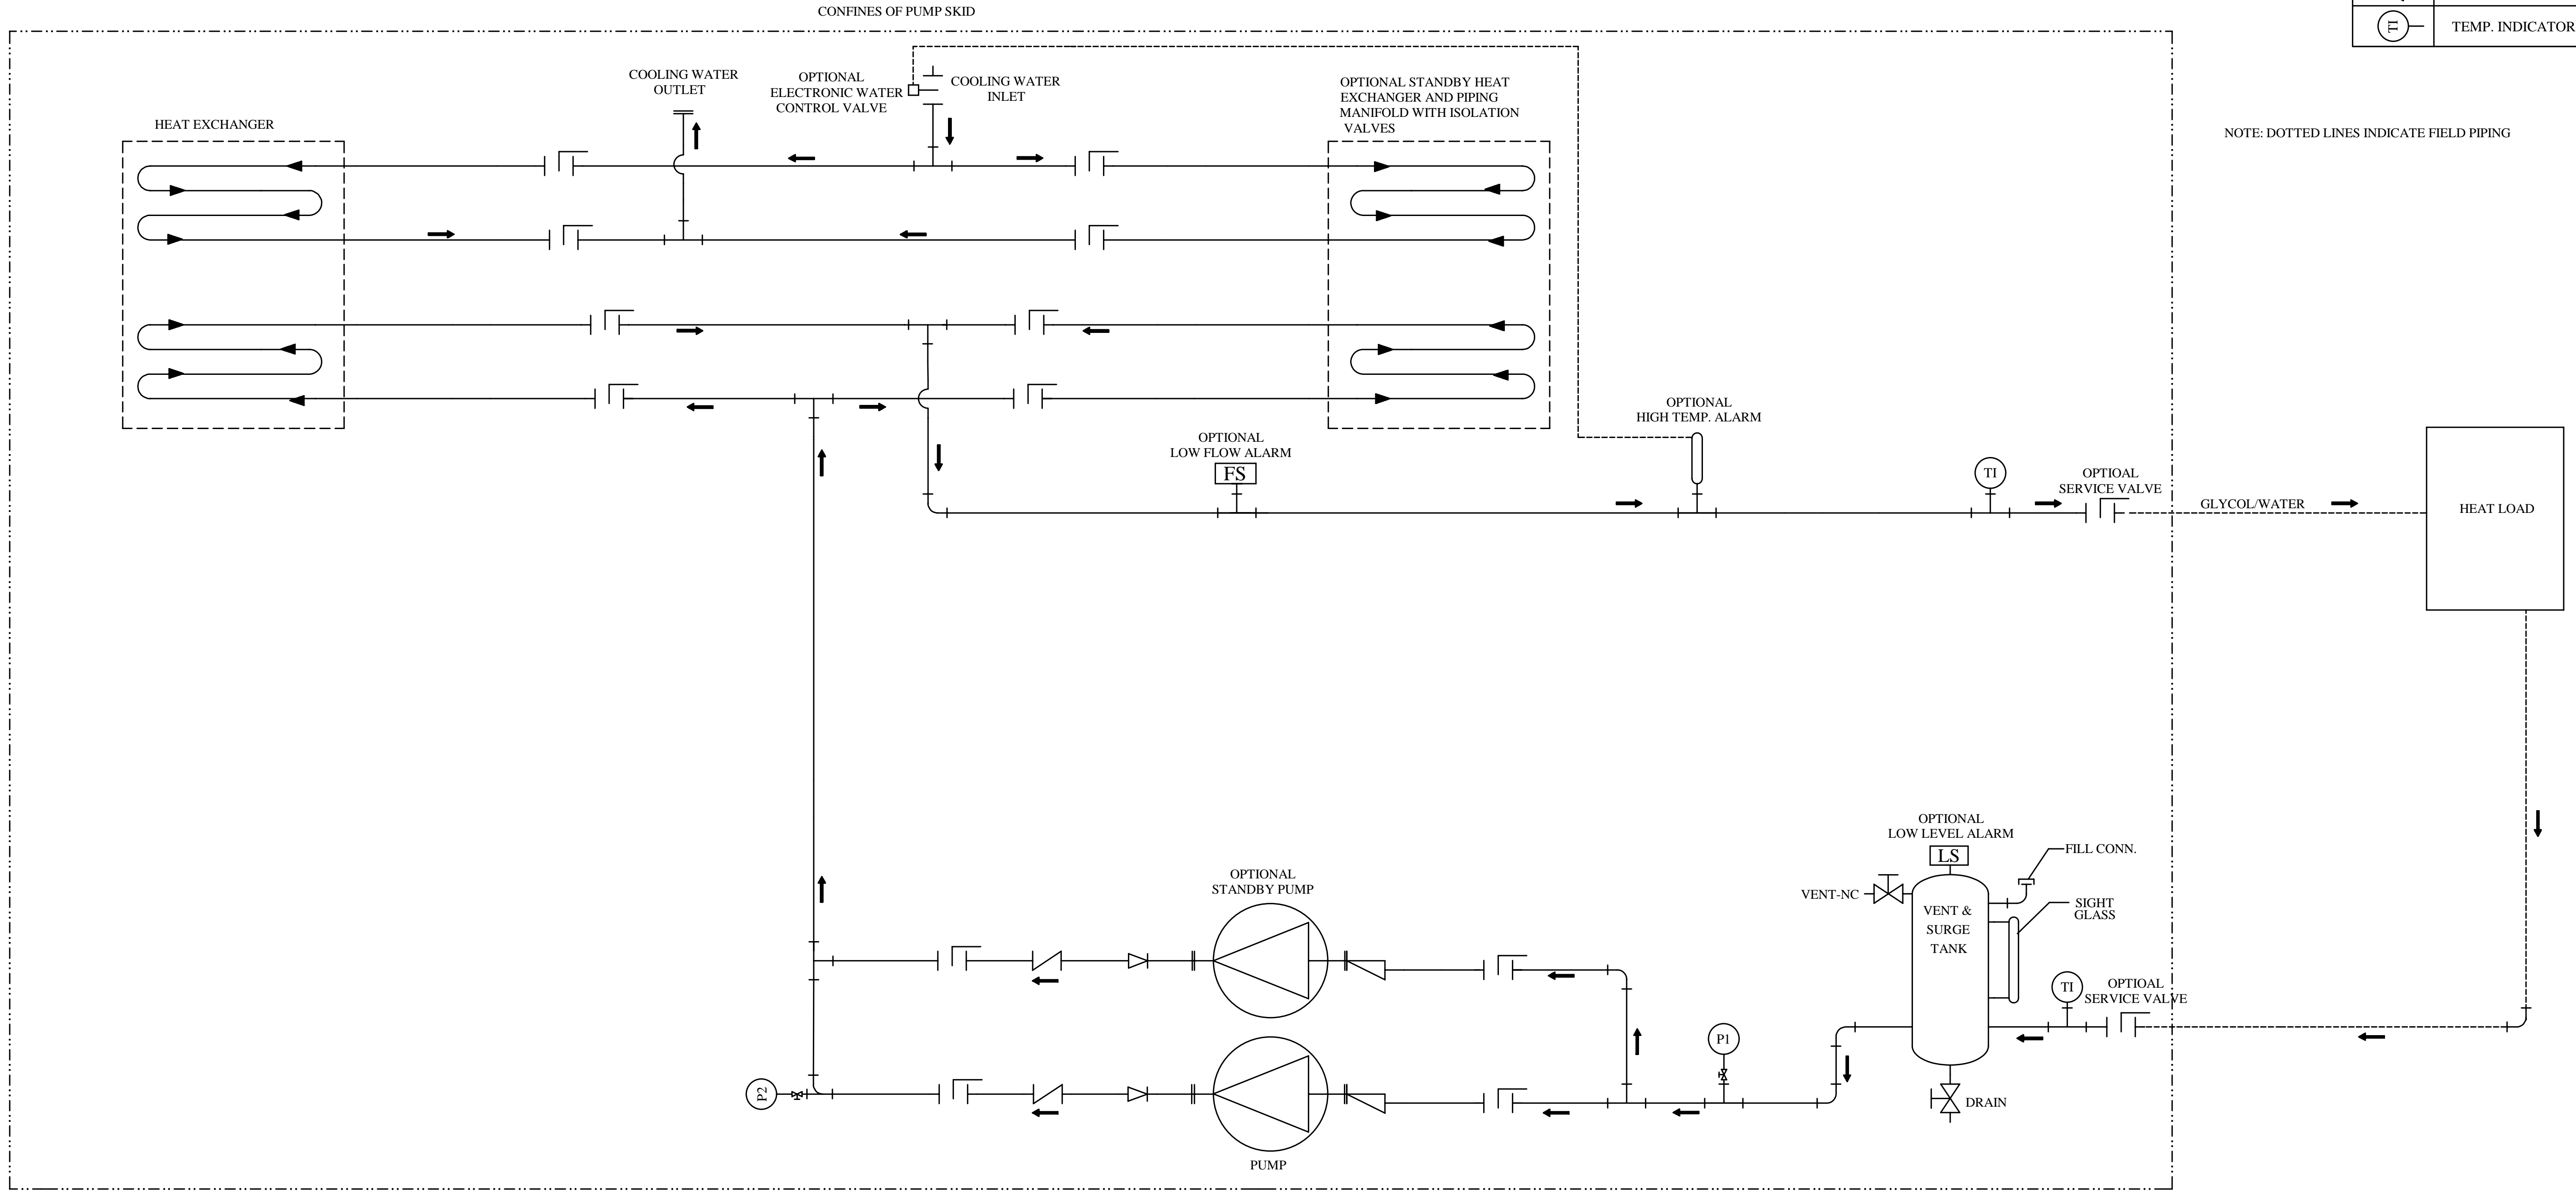 CONFINES OF PUMP SKID
TI
TEMP. INDICATOR
COOLING WATER
OUTLET
OPTIONAL
ELECTRONIC WATER
CONTROL VALVE
COOLING WATER
INLET
OPTIONAL STANDBY HEAT
EXCHANGER AND PIPING
MANIFOLD WITH ISOLATION
VALVES
HEAT EXCHANGER
NOTE: DOTTED LINES INDICATE FIELD PIPING
OPTIONAL
HIGH TEMP. ALARM
OPTIONAL
LOW FLOW ALARM
FS
TI
OPTIOAL
SERVICE VALVE
GLYCOL/WATER
HEAT LOAD
OPTIONAL
LOW LEVEL ALARM
LS
FILL CONN.
VENT-NC
VENT &
SURGE
TANK
SIGHT
GLASS
OPTIONAL
STANDBY PUMP
TI
OPTIOAL
SERVICE VALVE
P1
P2
DRAIN
PUMP